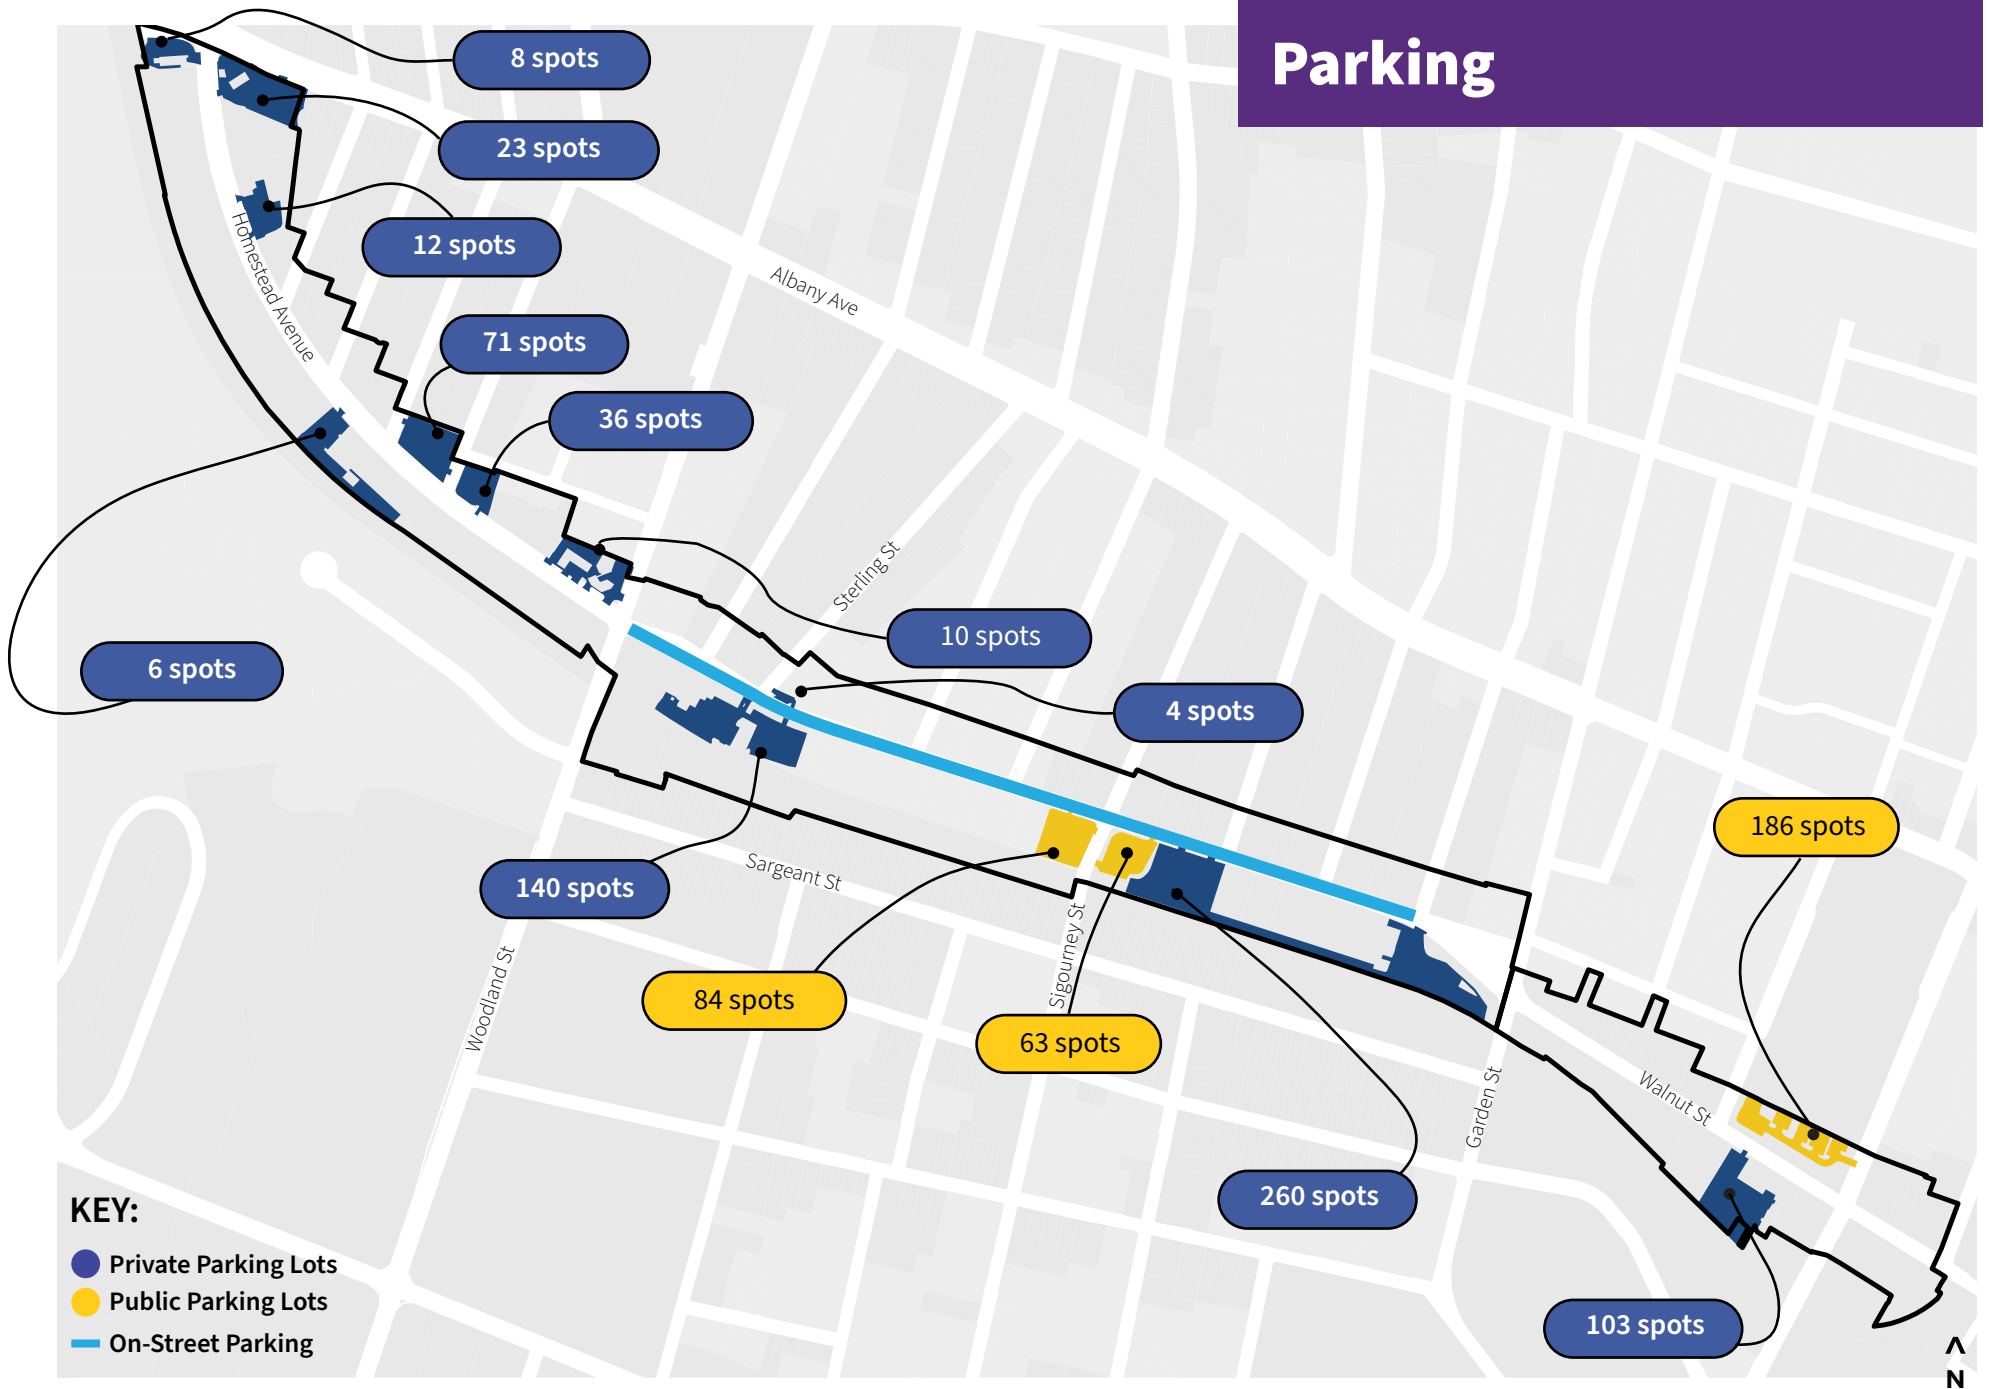 Parking
8 spots
23 spots
12 spots
Homestead Avenue
Albany Ave
71 spots
36 spots
Sterling St
10 spots
6 spots
4 spots
186 spots
140 spots
Sargeant St
Sigourney St
Woodland St
84 spots
63 spots
Garden St
Walnut St
260 spots
103 spots
KEY:
Private Parking Lots
Public Parking Lots
On-Street Parking
^
N